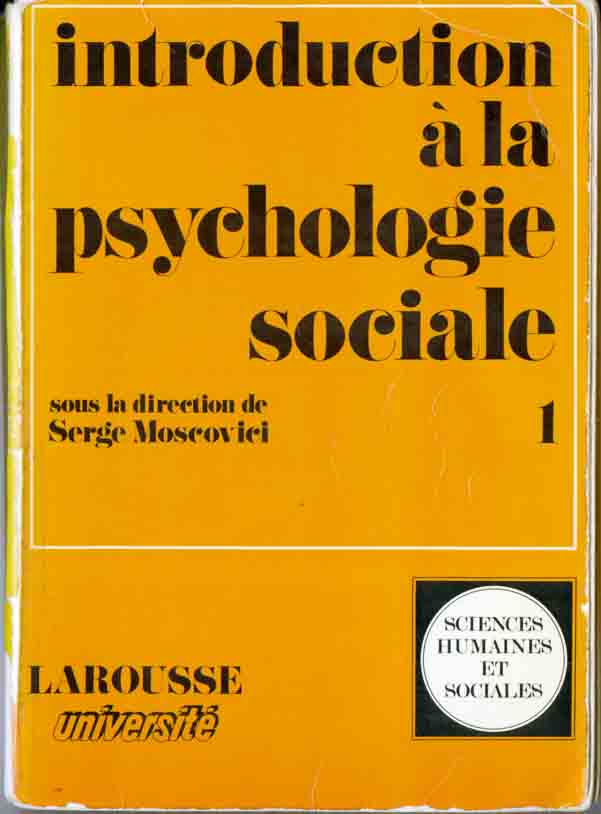 introduction
à la
psychologie
sociale
sous la direction de
Serge Moscovici
1
SCIENCES
HUMAINES
ET
SOCIALES
LAROUSSE
université